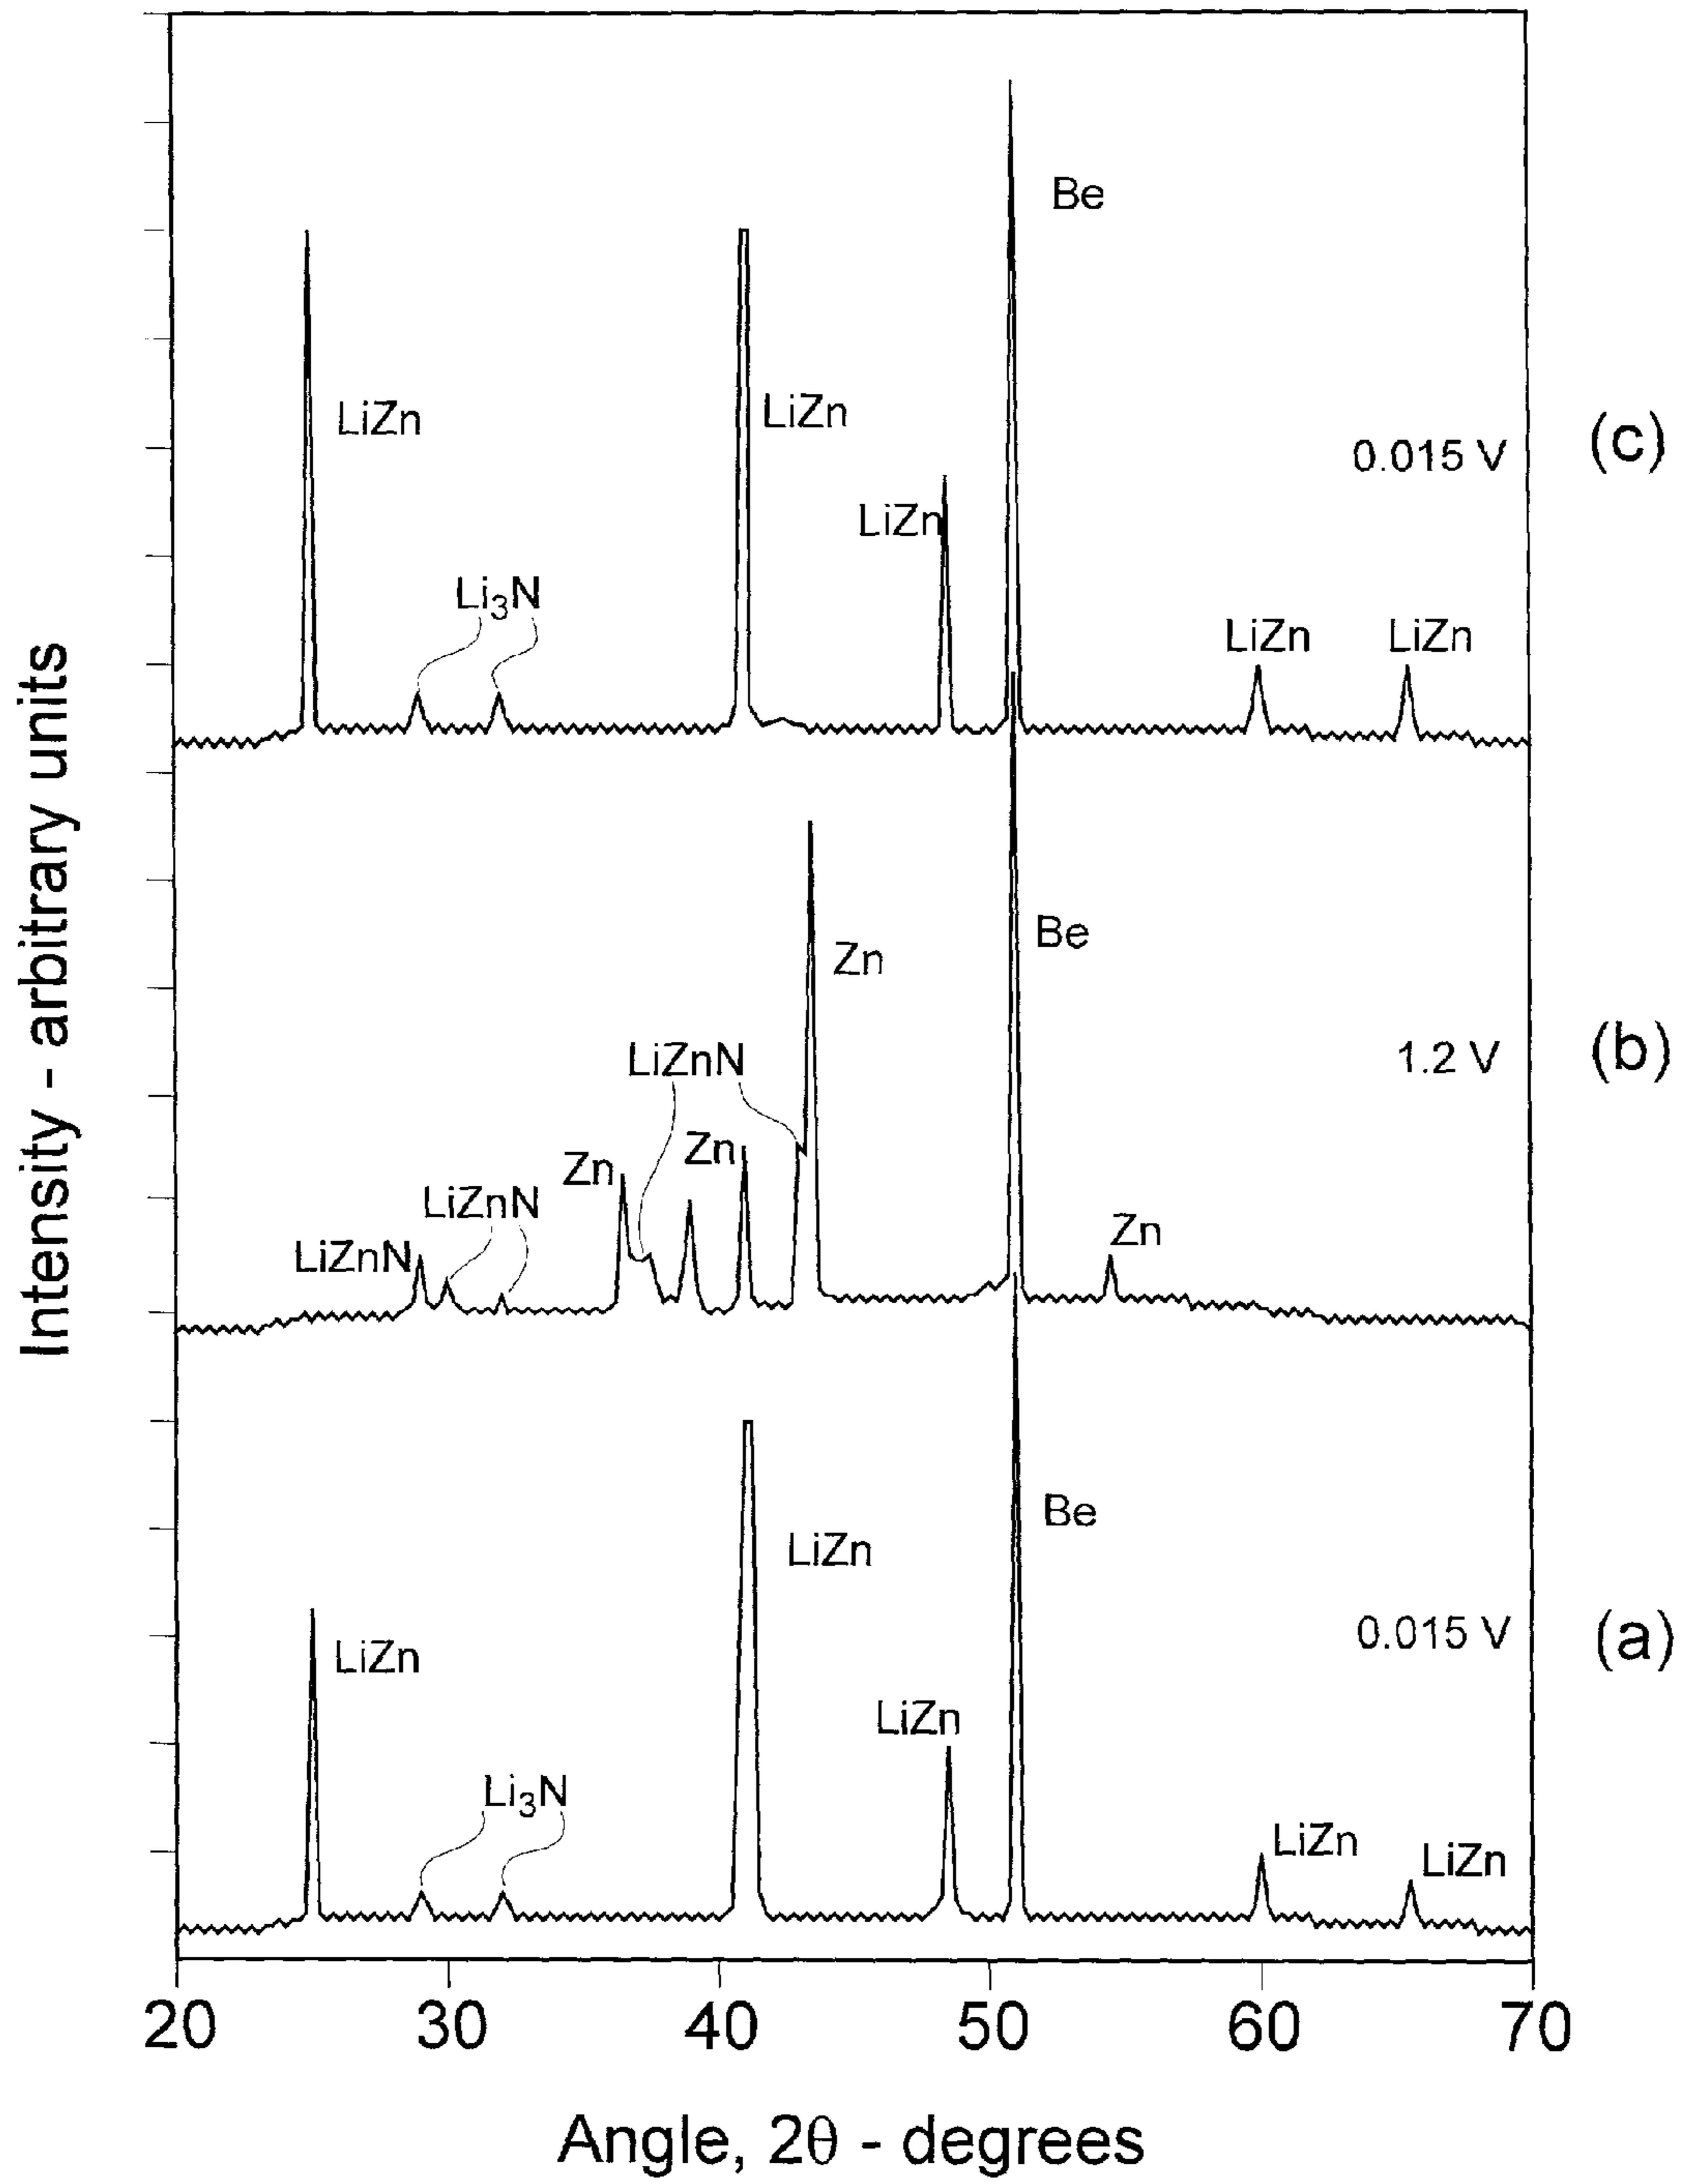 Be
LiZn
LiZn
0.015 V
(c)
LiZn
Li₃N
LiZn
LiZn
Be
Zn
LiZnN
1.2 V
(b)
Zn
Zn
LiZnN
LiZnN
Zn
Be
LiZn
0.015 V
(a)
LiZn
LiZn
Li₃N
LiZn
LiZn
20
30
40
50
60
70
Angle, 2θ - degrees
Intensity - arbitrary units